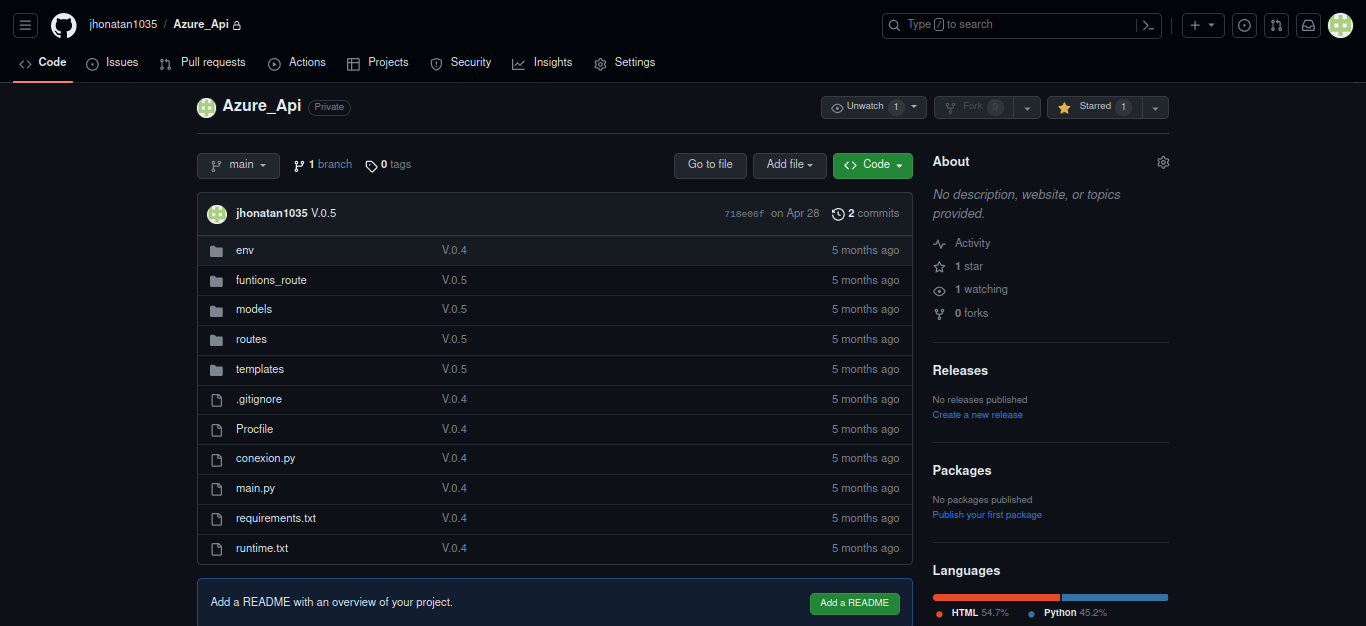 jhonatan1035 / Azure_Api
Type / to search
Code Issues Pull requests Actions Projects Security Insights Settings
Azure_Api Private
Unwatch 1 Fork 0 Starred 1
main 1 branch 0 tags Go to file Add file Code
jhonatan1035 V.0.5 718e06f on Apr 28 2 commits
env V.0.4 5 months ago
funtions_route V.0.5 5 months ago
models V.0.5 5 months ago
routes V.0.5 5 months ago
templates V.0.5 5 months ago
.gitignore V.0.4 5 months ago
Procfile V.0.4 5 months ago
conexion.py V.0.4 5 months ago
main.py V.0.4 5 months ago
requirements.txt V.0.4 5 months ago
runtime.txt V.0.4 5 months ago
Add a README with an overview of your project. Add a README
About
No description, website, or topics
provided.
Activity
1 star
1 watching
0 forks
Releases
No releases published
Create a new release
Packages
No packages published
Publish your first package
Languages
HTML 54.7% Python 45.2%